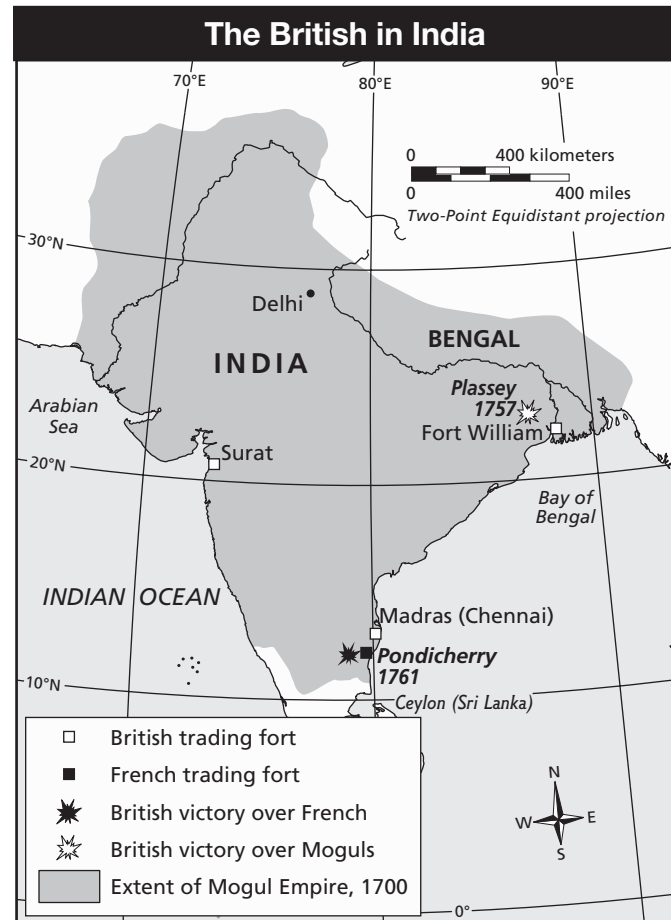 The British in India
70°E
80°E
90°E
0
400 kilometers
0
400 miles
Two-Point Equidistant projection
30°N
Delhi
BENGAL
INDIA
Plassey
1757
Arabian
Sea
Fort William
Surat
20°N
Bay of
Bengal
INDIAN OCEAN
Madras (Chennai)
Pondicherry
1761
10°N
Ceylon (Sri Lanka)
British trading fort
French trading fort
British victory over French
British victory over Moguls
Extent of Mogul Empire, 1700
N
W
E
S
0°